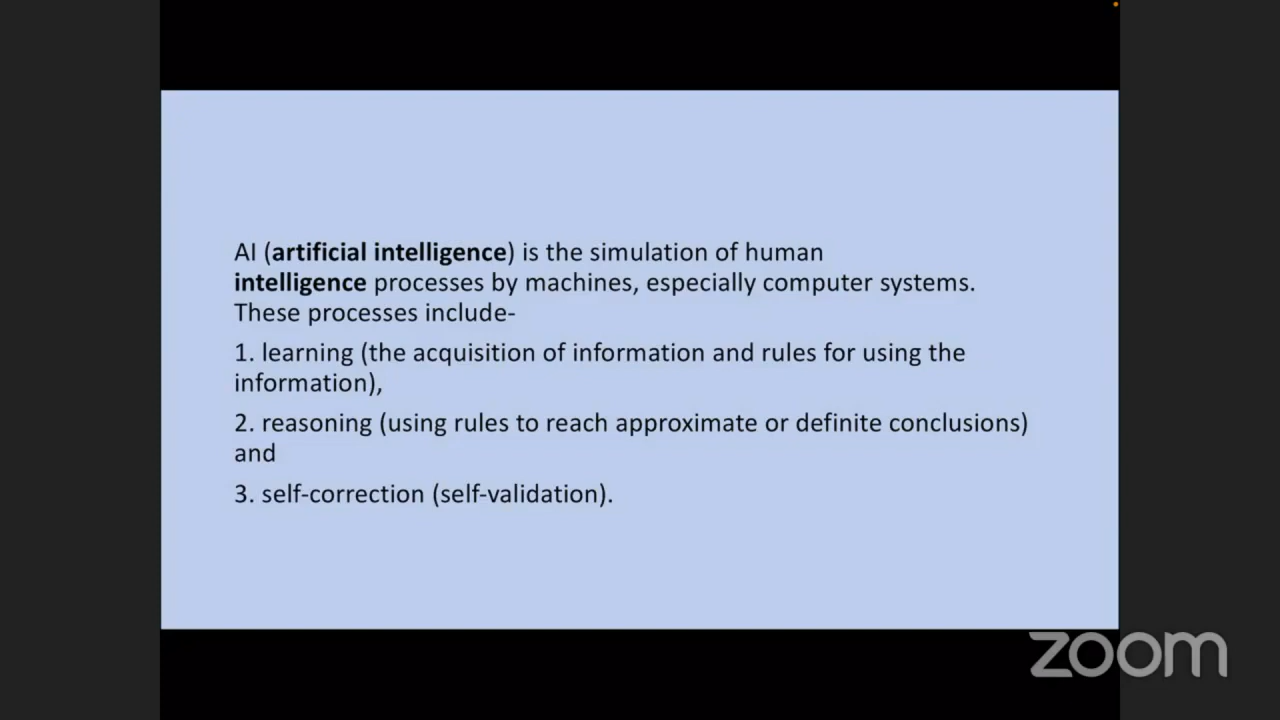 AI (artificial intelligence) is the simulation of human
intelligence processes by machines, especially computer systems.
These processes include-
1. learning (the acquisition of information and rules for using the
information),
2. reasoning (using rules to reach approximate or definite conclusions)
and
3. self-correction (self-validation).
zoom